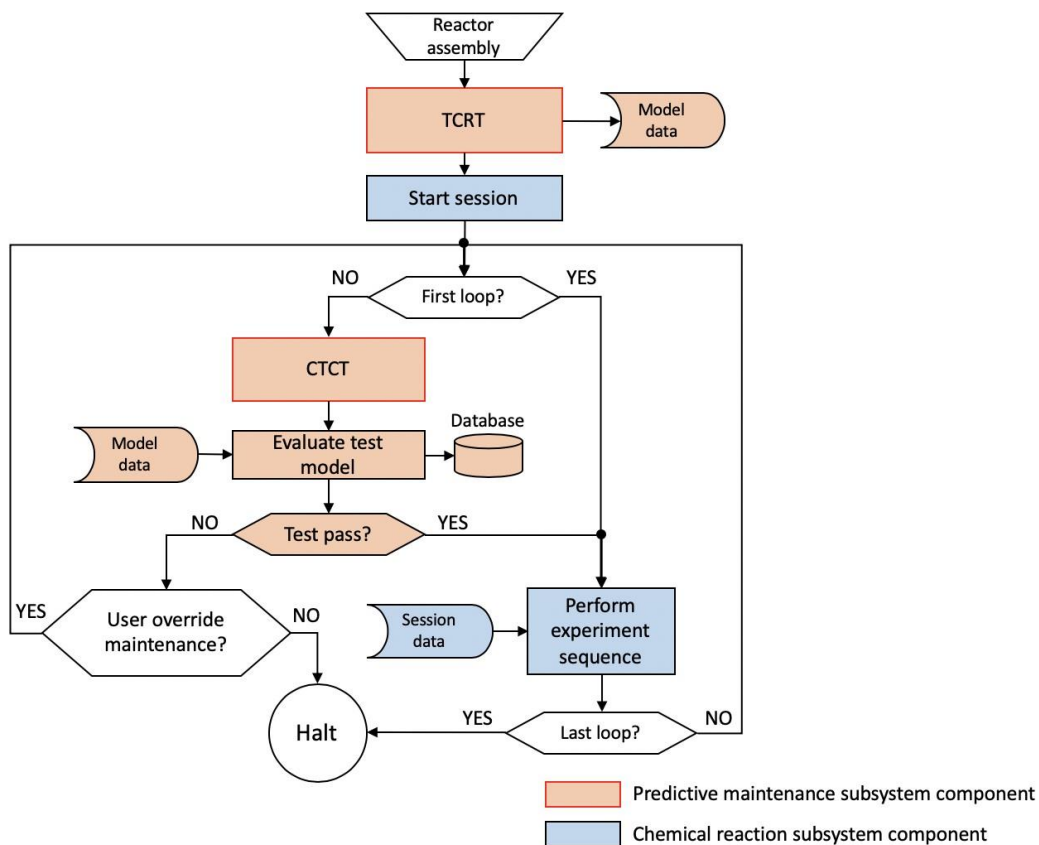 Reactor
assembly
TCRT
Model
data
Start session
NO
YES
First loop?
CTCT
Database
Model
data
Evaluate test
model
NO
YES
Test pass?
YES
User override
maintenance?
NO
Session
data
Perform
experiment
sequence
Halt
YES
Last loop?
NO
Predictive maintenance subsystem component
Chemical reaction subsystem component